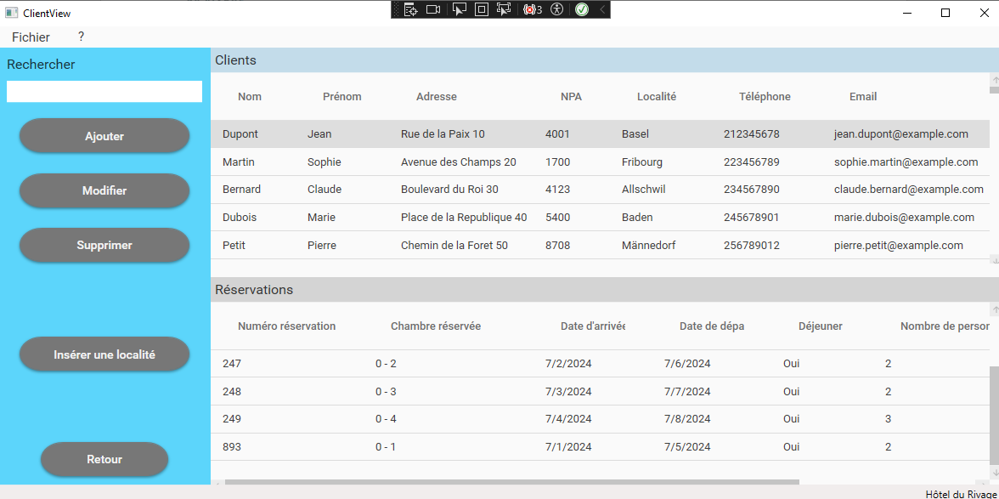 ClientView
3
Fichier ?
Rechercher
Ajouter
Modifier
Supprimer
Insérer une localité
Retour
Clients
Nom Prénom Adresse NPA Localité Téléphone Email
Dupont Jean Rue de la Paix 10 4001 Basel 212345678 jean.dupont@example.com
Martin Sophie Avenue des Champs 20 1700 Fribourg 223456789 sophie.martin@example.com
Bernard Claude Boulevard du Roi 30 4123 Allschwil 234567890 claude.bernard@example.com
Dubois Marie Place de la Republique 40 5400 Baden 245678901 marie.dubois@example.com
Petit Pierre Chemin de la Foret 50 8708 Männedorf 256789012 pierre.petit@example.com
Réservations
Numéro réservation Chambre réservée Date d'arrivée Date de dépa Déjeuner Nombre de person
247 0 - 2 7/2/2024 7/6/2024 Oui 2
248 0 - 3 7/3/2024 7/7/2024 Oui 2
249 0 - 4 7/4/2024 7/8/2024 Oui 3
893 0 - 1 7/1/2024 7/5/2024 Oui 2
Hôtel du Rivage